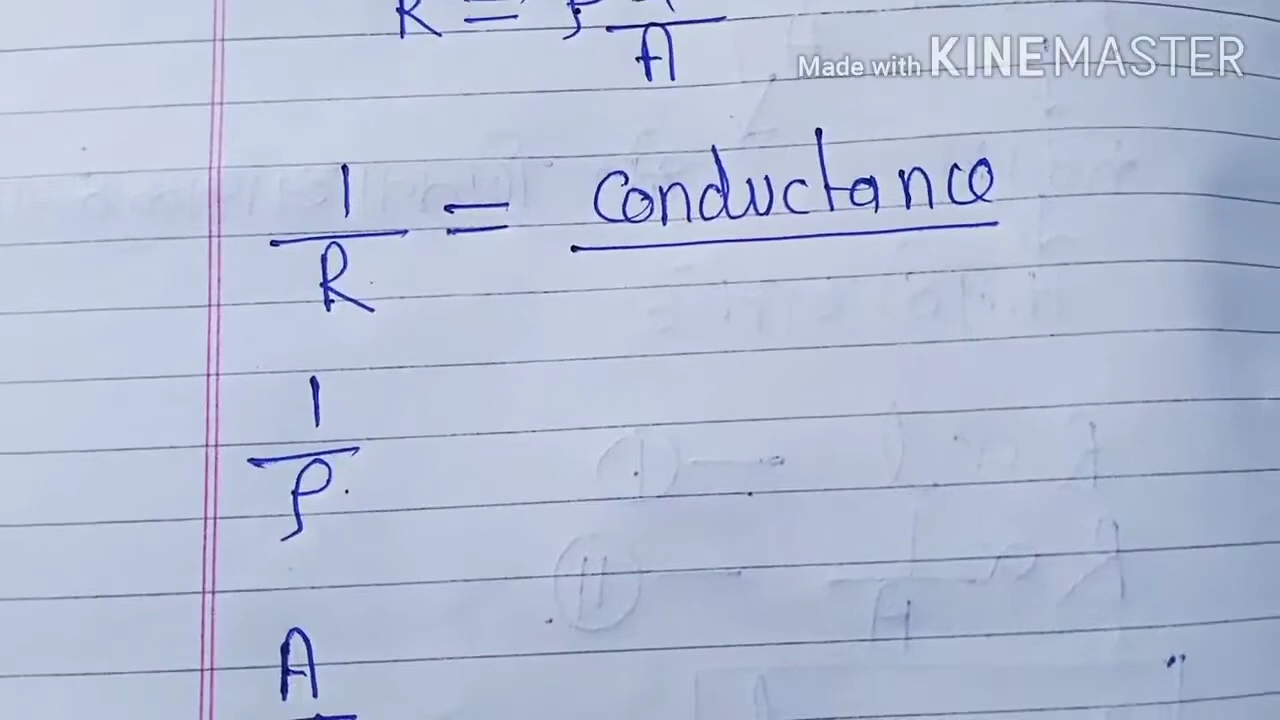 R = ρ
A
Made with KINEMASTER
1
R
= Conductance
1
ρ.
A